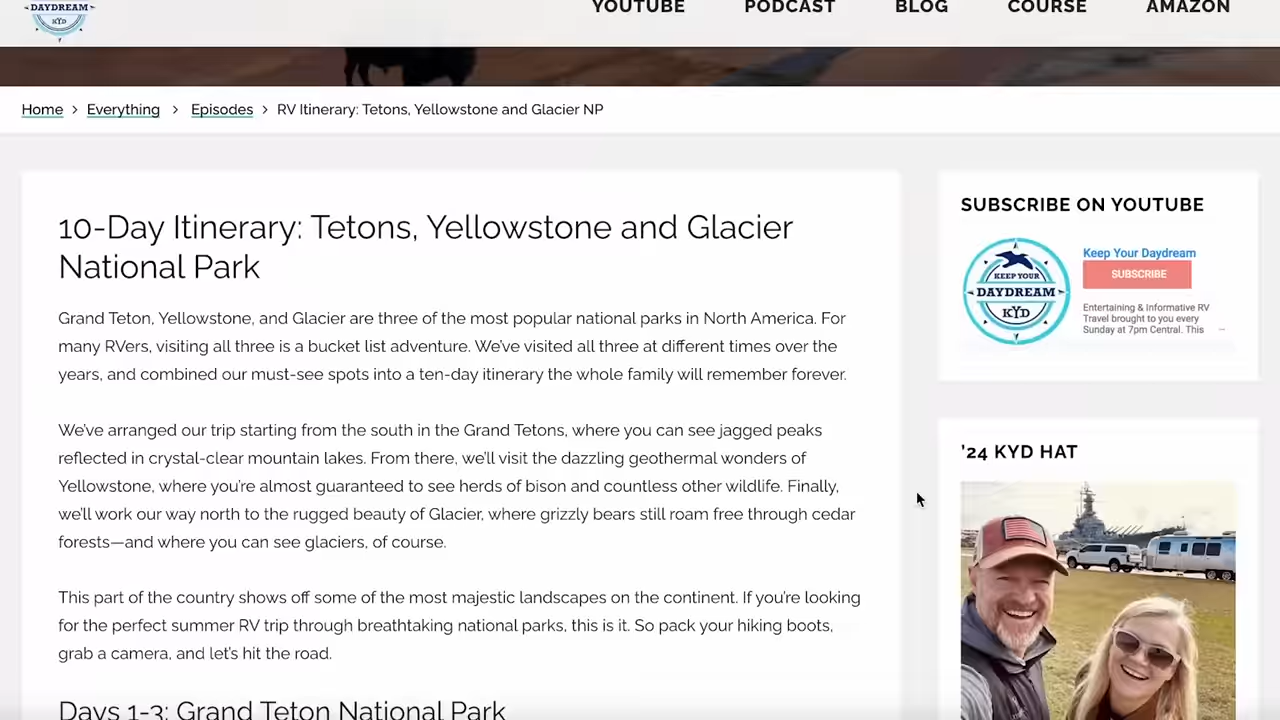 DAYDREAM
KYD
YOUTUBE
PODCAST
BLOG
COURSE
AMAZON
Home > Everything > Episodes > RV Itinerary: Tetons, Yellowstone and Glacier NP
10-Day Itinerary: Tetons, Yellowstone and Glacier
National Park
Grand Teton, Yellowstone, and Glacier are three of the most popular national parks in North America. For
many RVers, visiting all three is a bucket list adventure. We've visited all three at different times over the
years, and combined our must-see spots into a ten-day itinerary the whole family will remember forever.
We've arranged our trip starting from the south in the Grand Tetons, where you can see jagged peaks
reflected in crystal-clear mountain lakes. From there, we'll visit the dazzling geothermal wonders of
Yellowstone, where you're almost guaranteed to see herds of bison and countless other wildlife. Finally,
we'll work our way north to the rugged beauty of Glacier, where grizzly bears still roam free through cedar
forests—and where you can see glaciers, of course.
This part of the country shows off some of the most majestic landscapes on the continent. If you're looking
for the perfect summer RV trip through breathtaking national parks, this is it. So pack your hiking boots,
grab a camera, and let's hit the road.
Days 1-3: Grand Teton National Park
SUBSCRIBE ON YOUTUBE
KEEP YOUR
DAYDREAM
KYD
Keep Your Daydream
SUBSCRIBE
Entertaining & Informative RV
Travel brought to you every
Sunday at 7pm Central. This ...
'24 KYD HAT